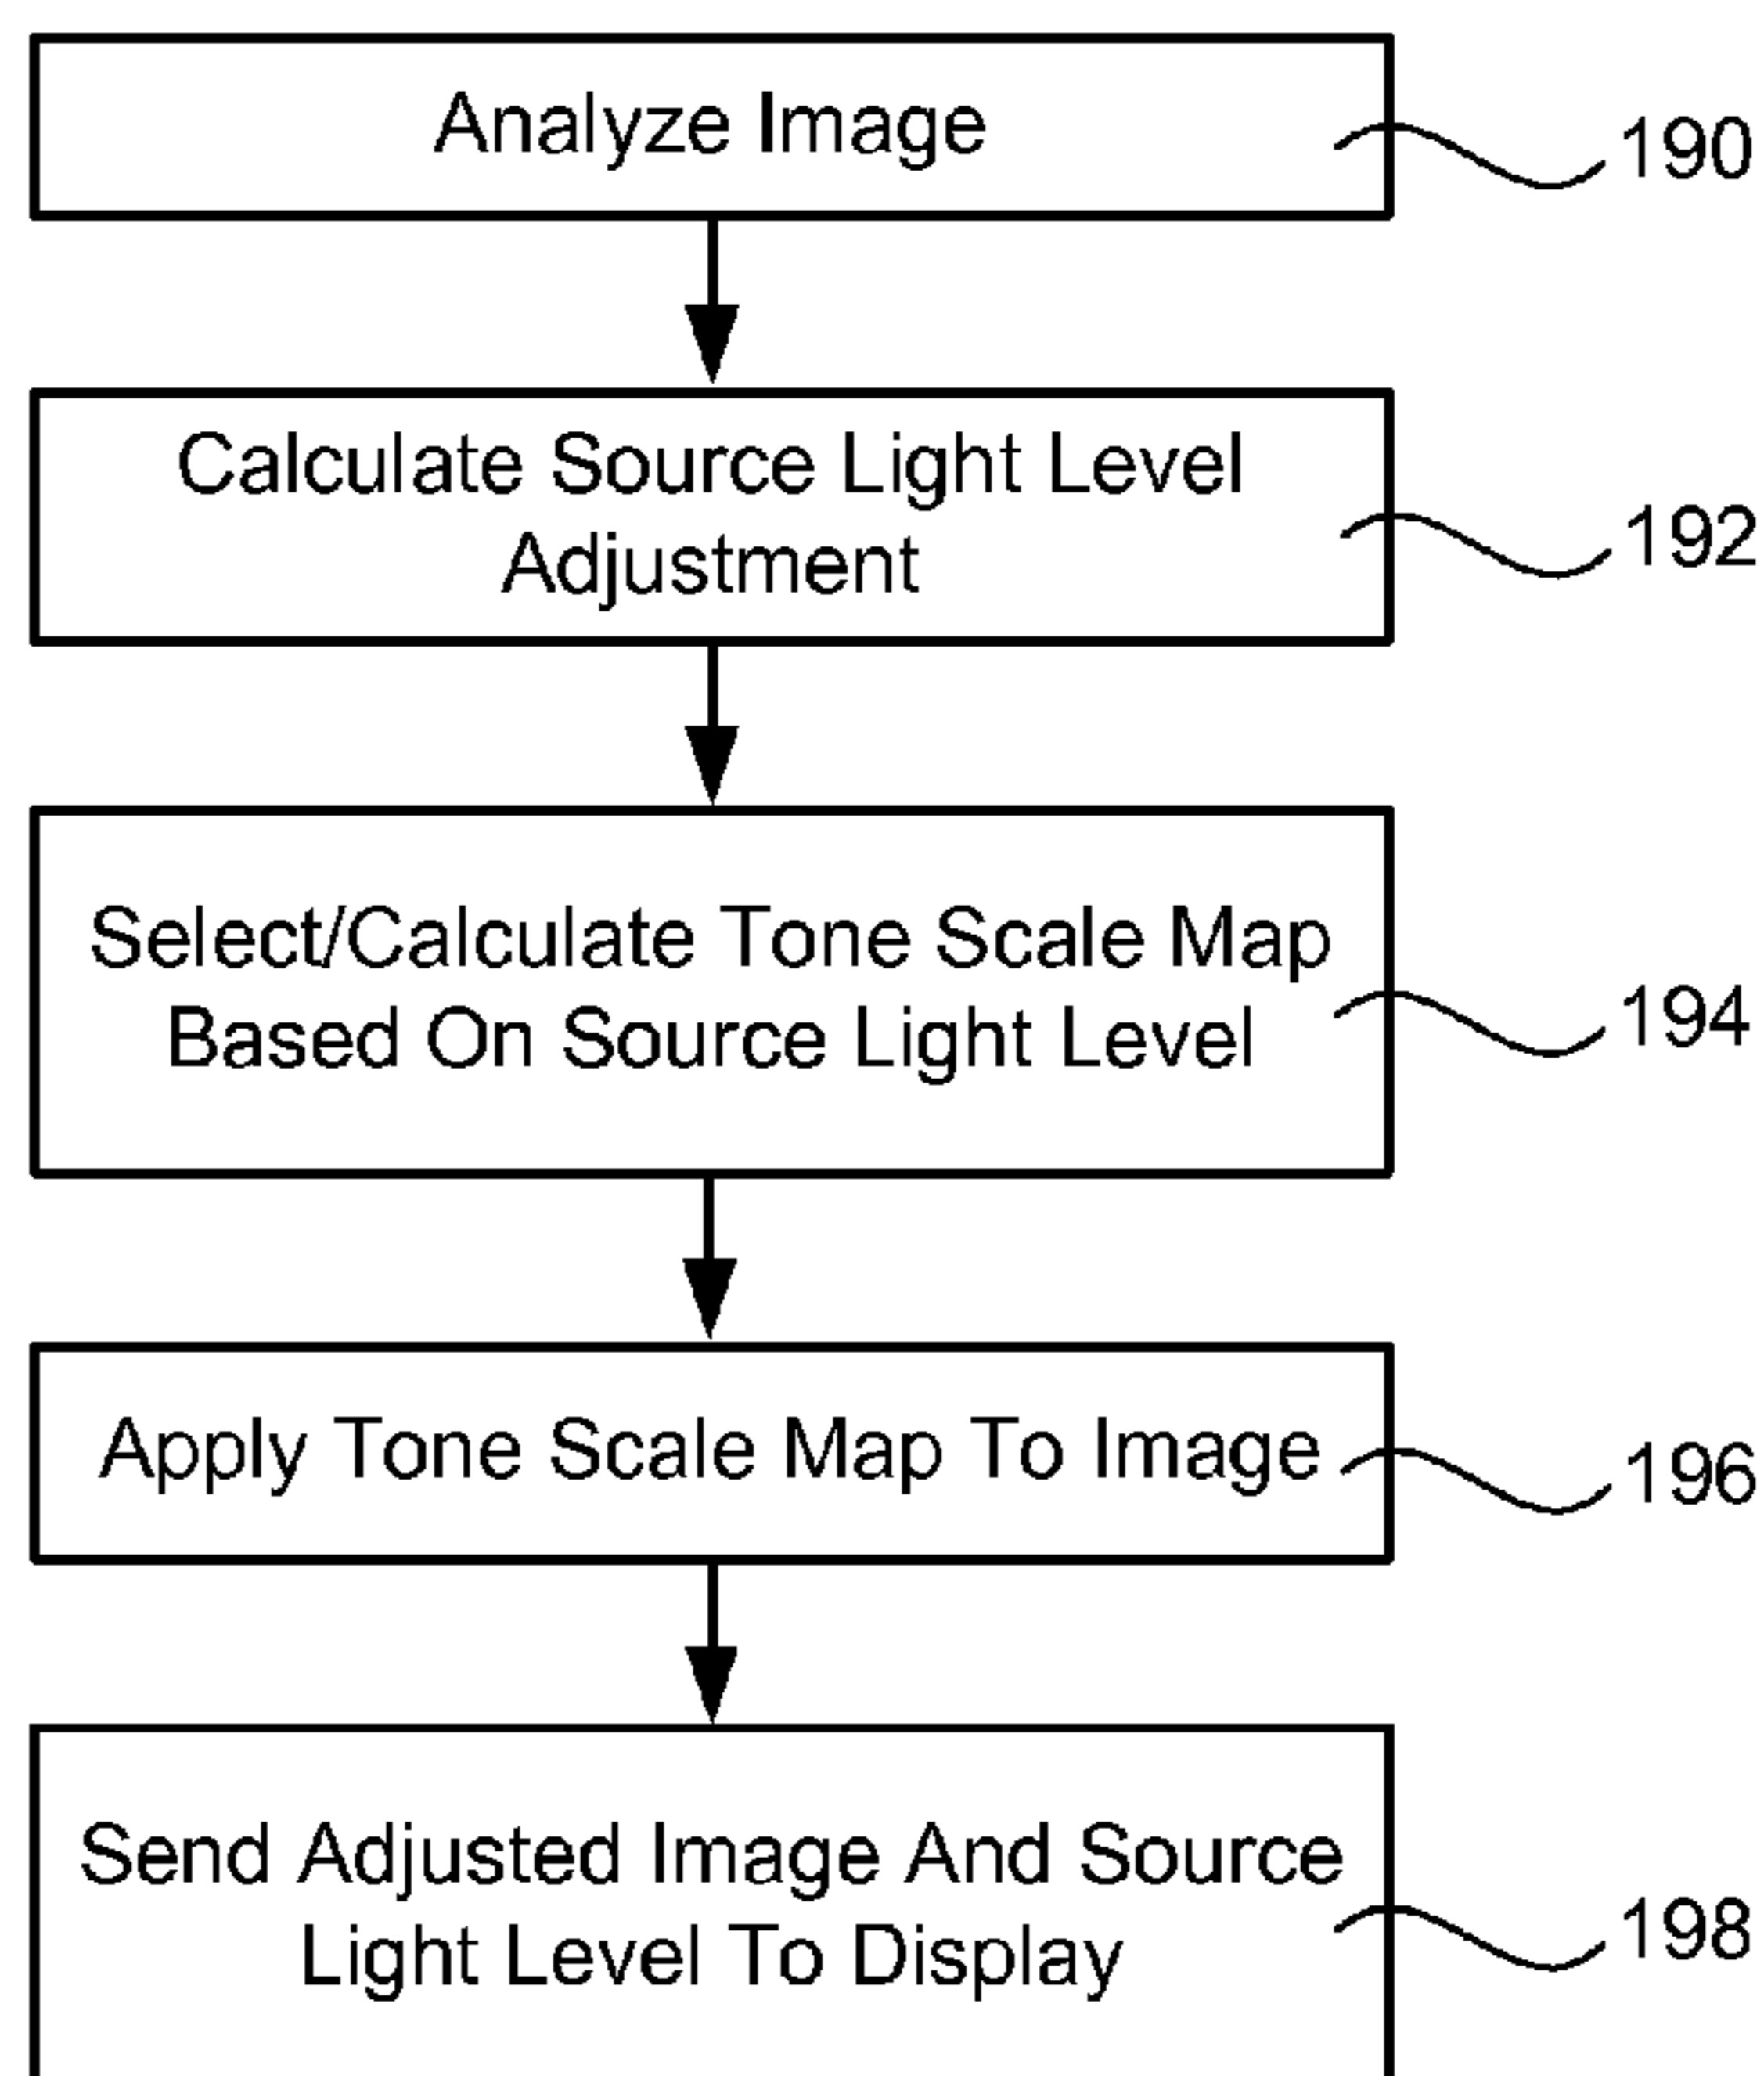 Analyze Image
190
Calculate Source Light Level
Adjustment
192
Select/Calculate Tone Scale Map
Based On Source Light Level
194
Apply Tone Scale Map To Image
196
Send Adjusted Image And Source
Light Level To Display
198